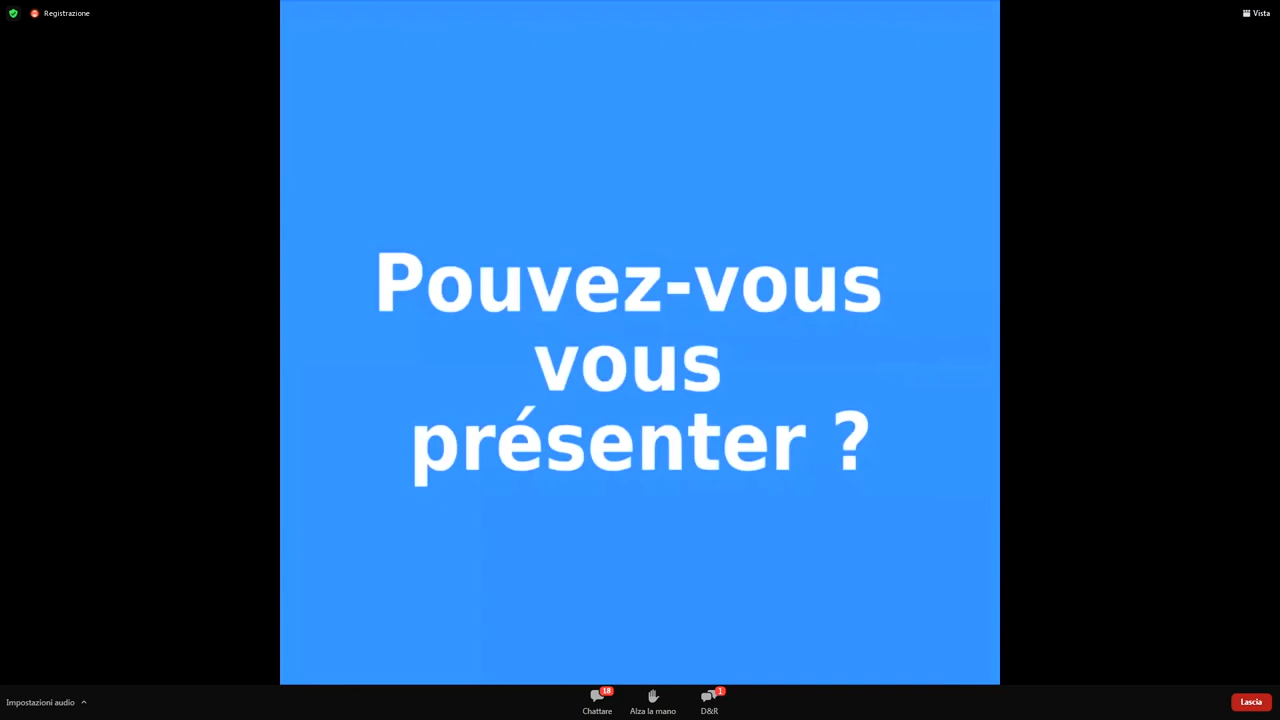 Registrazione
Vista
Pouvez-vous
vous
présenter ?
Impostazioni audio
18
Chattare
Alza la mano
1
D&R
Lascia